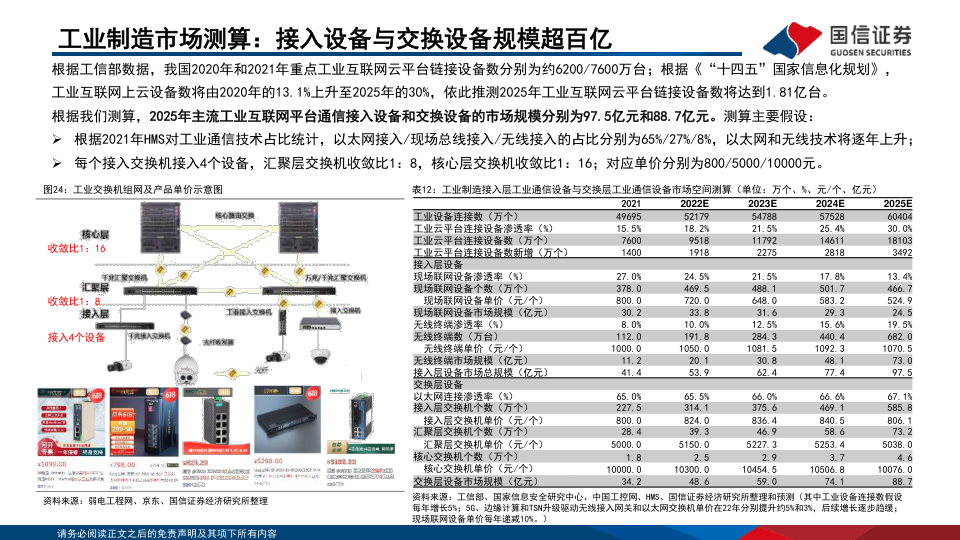 工业制造市场测算：接入设备与交换设备规模超百亿
国信证券
GUOSEN SECURITIES
根据工信部数据，我国2020年和2021年重点工业互联网云平台链接设备数分别为约6200/7600万台；根据《“十四五”国家信息化规划》，
工业互联网上云设备数将由2020年的13.1%上升至2025年的30%，依此推测2025年工业互联网云平台链接设备数将达到1.81亿台。
根据我们测算，2025年主流工业互联网平台通信接入设备和交换设备的市场规模分别为97.5亿元和88.7亿元。测算主要假设：
➢ 根据2021年HMS对工业通信技术占比统计，以太网接入/现场总线接入/无线接入的占比分别为65%/27%/8%，以太网和无线技术将逐年上升；
➢ 每个接入交换机接入4个设备，汇聚层交换机收敛比1：8，核心层交换机收敛比1：16；对应单价分别为800/5000/10000元。
图24：工业交换机组网及产品单价示意图
核心路由交换
核心层
收敛比1：16
千兆汇聚交换机
万兆/千兆汇聚交换机
汇聚层
收敛比1：8
接入层
工业接入交换机
接入交换机
接入4个设备
千兆接入交换机
光纤收发器
¥1099.00
¥798.00
¥298.00
资料来源：弱电工程网、京东、国信证券经济研究所整理
表12：工业制造接入层工业通信设备与交换层工业通信设备市场空间测算（单位：万个、%、元/个、亿元）
2021 2022E 2023E 2024E 2025E
工业设备连接数（万个） 49695 52179 54788 57528 60404
工业云平台连接设备渗透率（%） 15.5% 18.2% 21.5% 25.4% 30.0%
工业云平台连接设备数（万个） 7600 9518 11792 14611 18103
工业云平台连接设备数新增（万个） 1400 1918 2275 2818 3492
接入层设备
现场联网设备渗透率（%） 27.0% 24.5% 21.5% 17.8% 13.4%
现场联网设备个数（万个） 378.0 469.5 488.1 501.7 466.7
现场联网设备单价（元/个） 800.0 720.0 648.0 583.2 524.9
现场联网设备市场规模（亿元） 30.2 33.8 31.6 29.3 24.5
无线终端渗透率（%） 8.0% 10.0% 12.5% 15.6% 19.5%
无线终端数（万台） 112.0 191.8 284.3 440.4 682.0
无线终端单价（元/个） 1000.0 1050.0 1081.5 1092.3 1070.5
无线终端市场规模（亿元） 11.2 20.1 30.8 48.1 73.0
接入层设备市场总规模（亿元） 41.4 53.9 62.4 77.4 97.5
交换层设备
以太网连接渗透率（%） 65.0% 65.5% 66.0% 66.6% 67.1%
接入层交换机个数（万个） 227.5 314.1 375.6 469.1 585.8
接入层交换机单价（元/个） 800.0 824.0 836.4 840.5 806.1
汇聚层交换机个数（万个） 28.4 39.3 46.9 58.6 73.2
汇聚层交换机单价（元/个） 5000.0 5150.0 5227.3 5253.4 5038.0
核心交换机个数（万个） 1.8 2.5 2.9 3.7 4.6
核心交换机单价（元/个） 10000.0 10300.0 10454.5 10506.8 10076.0
交换层设备市场规模（亿元） 34.2 48.6 59.0 74.1 88.7
资料来源：工信部、国家信息安全研究中心、中国工控网、HMS、国信证券经济研究所整理和预测（其中工业设备连接数假设
每年增长5%；5G、边缘计算和TSN升级驱动无线接入网关和以太网交换机单价在22年分别提升约5%和3%，后续增长逐步趋缓；
现场联网设备单价每年递减10%。）
请务必阅读正文之后的免责声明及其项下所有内容